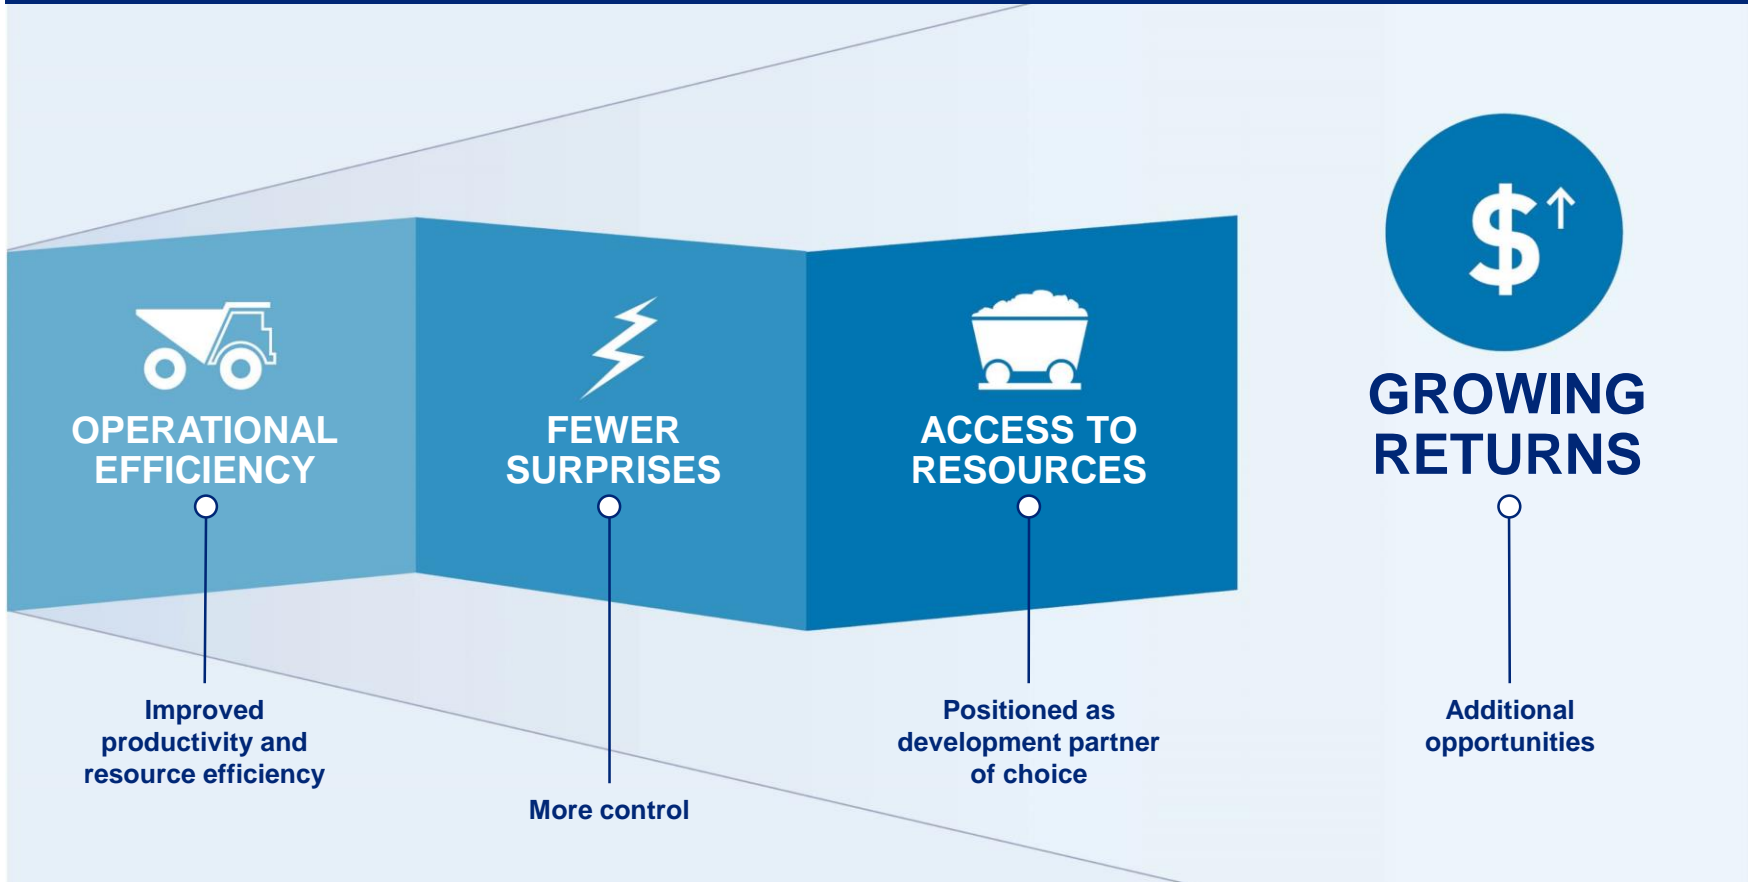 OPERATIONAL
EFFICIENCY
Improved
productivity and
resource efficiency
FEWER
SURPRISES
More control
ACCESS TO
RESOURCES
Positioned as
development partner
of choice
$
GROWING
RETURNS
Additional
opportunities